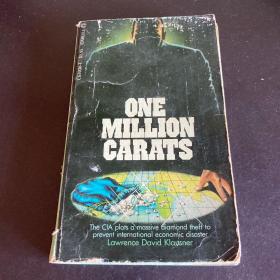 ONE
MILLION
CARATS
The CIA plots a massive diamond theft to
prevent international economic disaster
Lawrence David Klausner